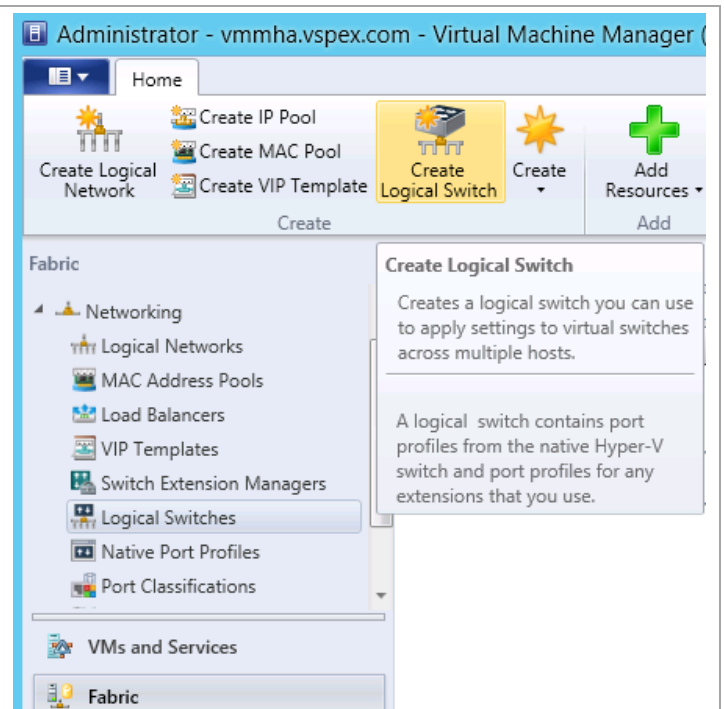 Administrator - vmmha.vspex.com - Virtual Machine Manager (
Home
Create Logical
Network
Create IP Pool
Create MAC Pool
Create VIP Template
Create
Logical Switch
Create
Add
Resources
Create
Add
Fabric
Networking
Logical Networks
MAC Address Pools
Load Balancers
VIP Templates
Switch Extension Managers
Logical Switches
Native Port Profiles
Port Classifications
VMs and Services
Fabric
Create Logical Switch
Creates a logical switch you can use
to apply settings to virtual switches
across multiple hosts.
A logical switch contains port
profiles from the native Hyper-V
switch and port profiles for any
extensions that you use.